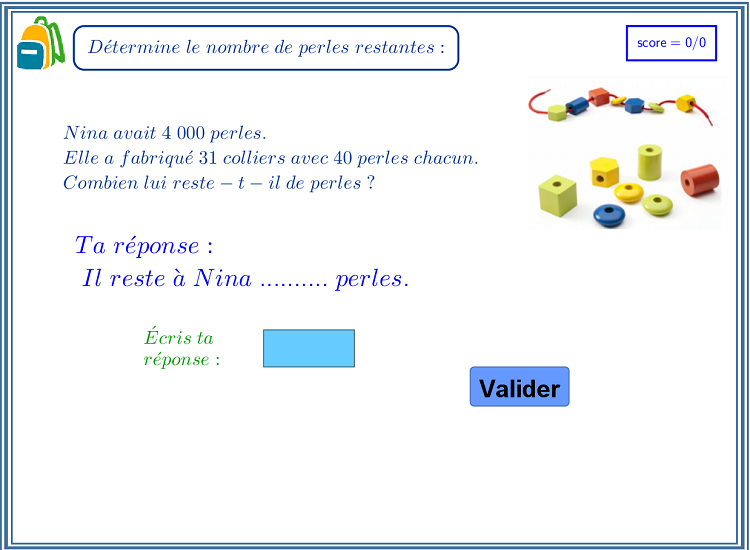 Détermine le nombre de perles restantes :
score = 0/0
Nina avait 4 000 perles.
Elle a fabriqué 31 colliers avec 40 perles chacun.
Combien lui reste − t − il de perles ?
Ta réponse :
Il reste à Nina .......... perles.
Écris ta
réponse :
Valider